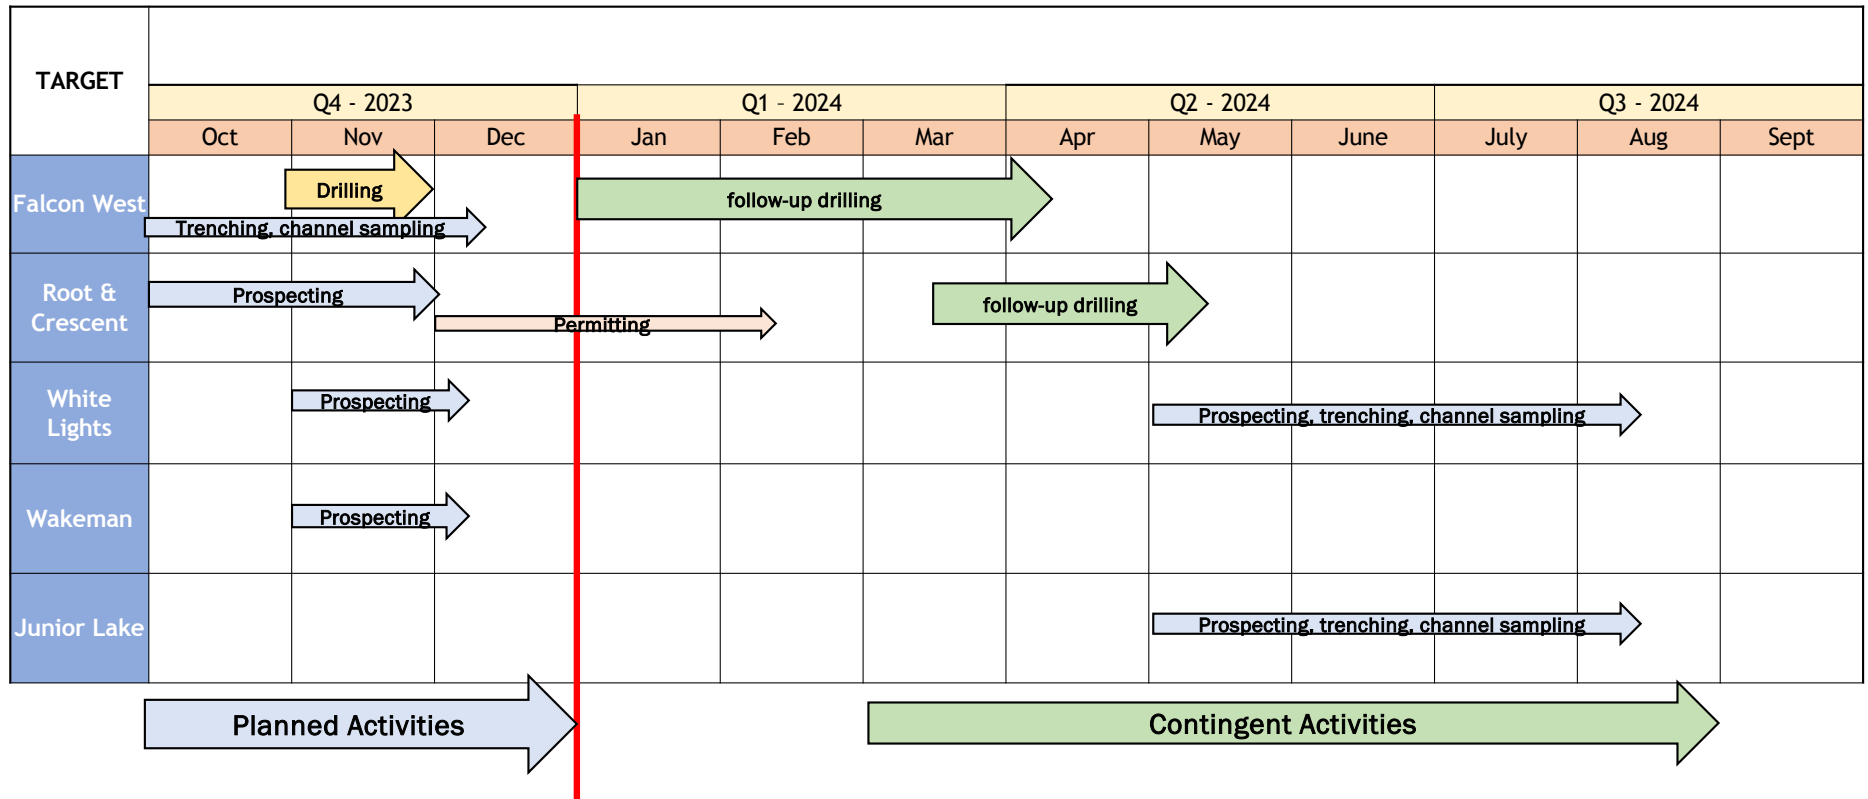 TARGET
Q4 - 2023
Q1 - 2024
Q2 - 2024
Q3 - 2024
Oct
Nov
Dec
Jan
Feb
Mar
Apr
May
June
July
Aug
Sept
Falcon West
Drilling
follow-up drilling
Trenching, channel sampling
Root &
Crescent
Prospecting
follow-up drilling
Permitting
White
Lights
Prospecting
Prospecting, trenching, channel sampling
Wakeman
Prospecting
Junior Lake
Prospecting, trenching, channel sampling
Planned Activities
Contingent Activities